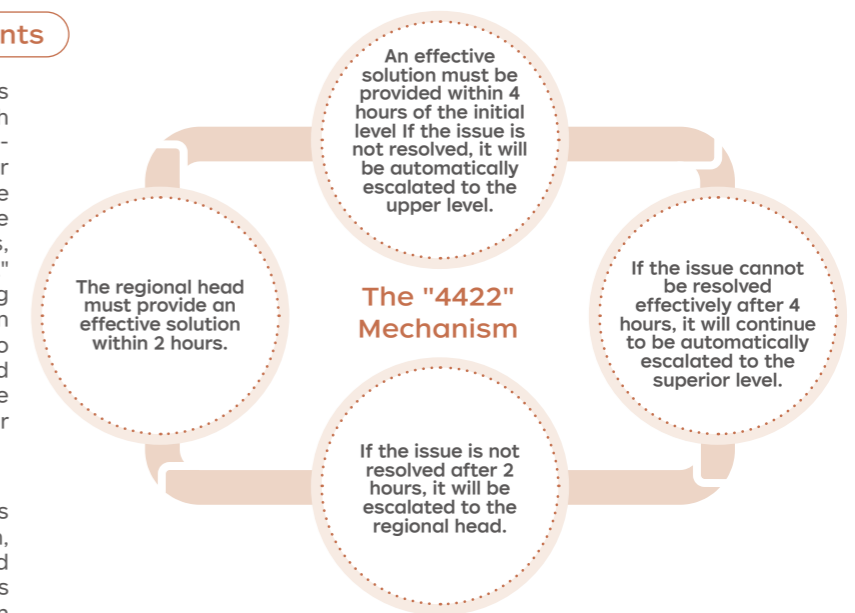 nts
An effective
solution must be
provided within 4
hours of the initial
level If the issue is
not resolved, it will
be automatically
escalated to the
upper level.
If the issue cannot
be resolved
effectively after 4
hours, it will continue
to be automatically
escalated to the
superior level.
If the issue is not
resolved after 2
hours, it will be
escalated to the
regional head.
The regional head
must provide an
effective solution
within 2 hours.
The "4422"
Mechanism